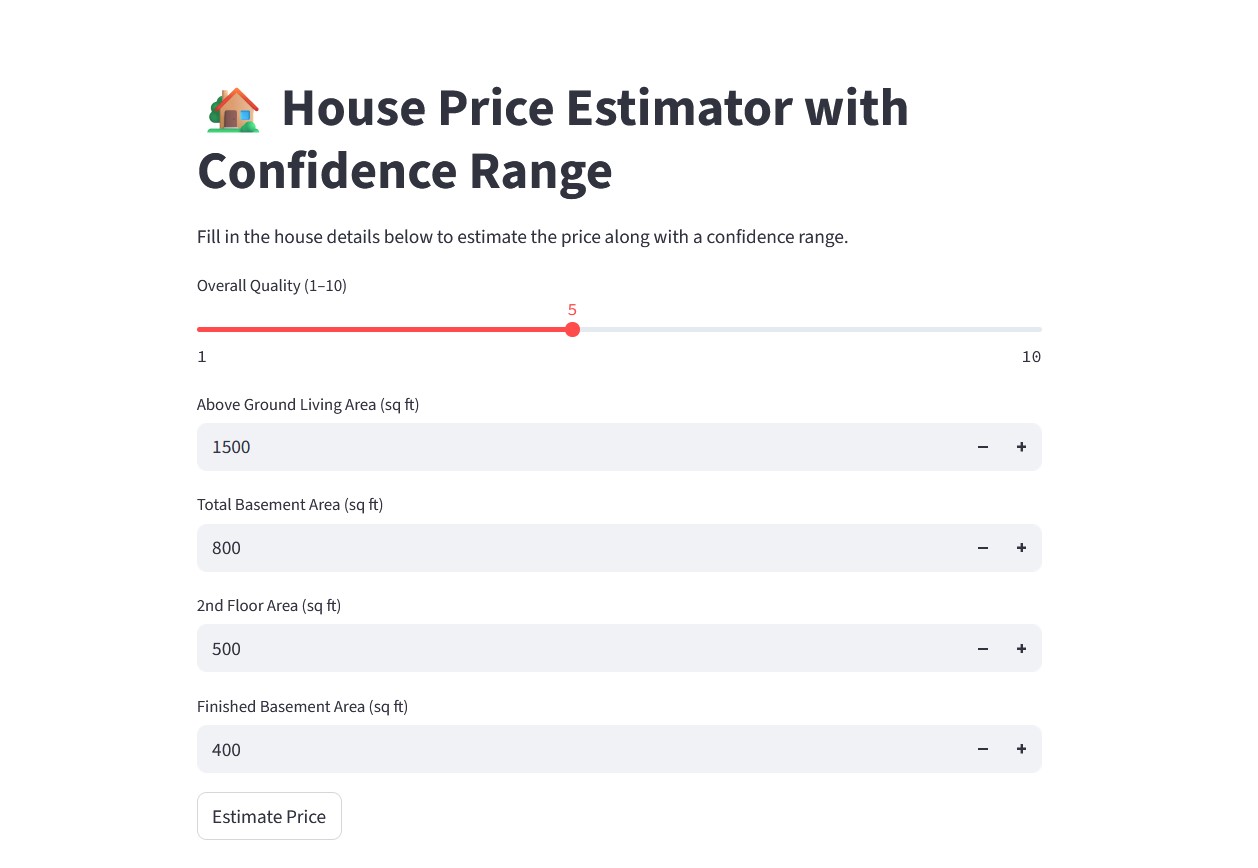 House Price Estimator with
Confidence Range
Fill in the house details below to estimate the price along with a confidence range.
Overall Quality (1–10)
5
1 10
Above Ground Living Area (sq ft)
1500 − +
Total Basement Area (sq ft)
800 − +
2nd Floor Area (sq ft)
500 − +
Finished Basement Area (sq ft)
400 − +
Estimate Price